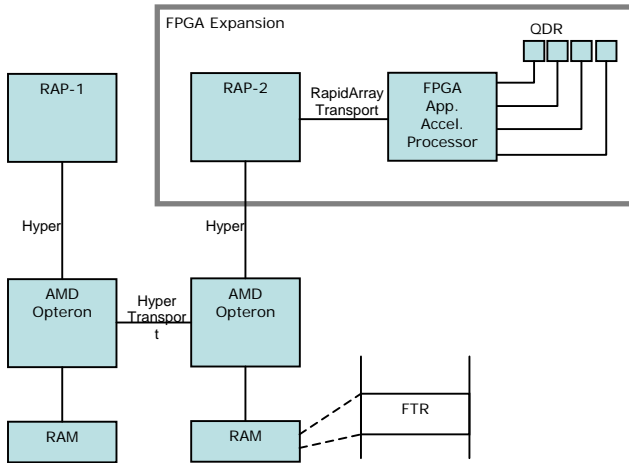 FPGA Expansion
QDR
RAP-1
RAP-2
RapidArray
Transport
FPGA
App.
Accel.
Processor
Hyper
Hyper
AMD
Opteron
Hyper
Transpor
t
AMD
Opteron
RAM
RAM
FTR